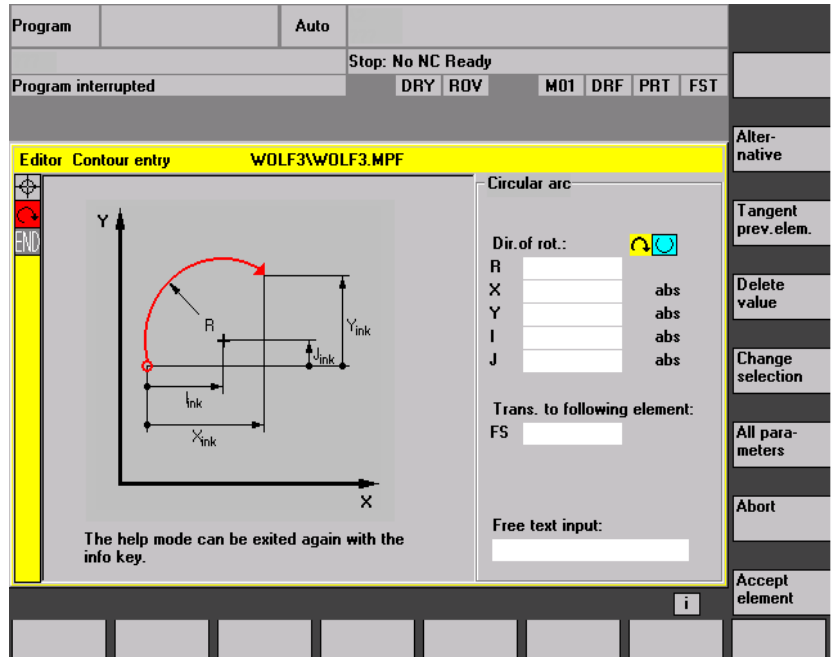 Program
Auto
Stop: No NC Ready
Program interrupted
DRY ROV M01 DRF PRT FST
Editor Contour entry WOLF3\WOLF3.MPF
END
Y
R
Yink
Jink
Iink
Xink
X
The help mode can be exited again with the
info key.
Circular arc
Dir.of rot.:
R
X abs
Y abs
I abs
J abs
Trans. to following element:
FS
Free text input:
i
Alter-
native
Tangent
prev.elem.
Delete
value
Change
selection
All para-
meters
Abort
Accept
element